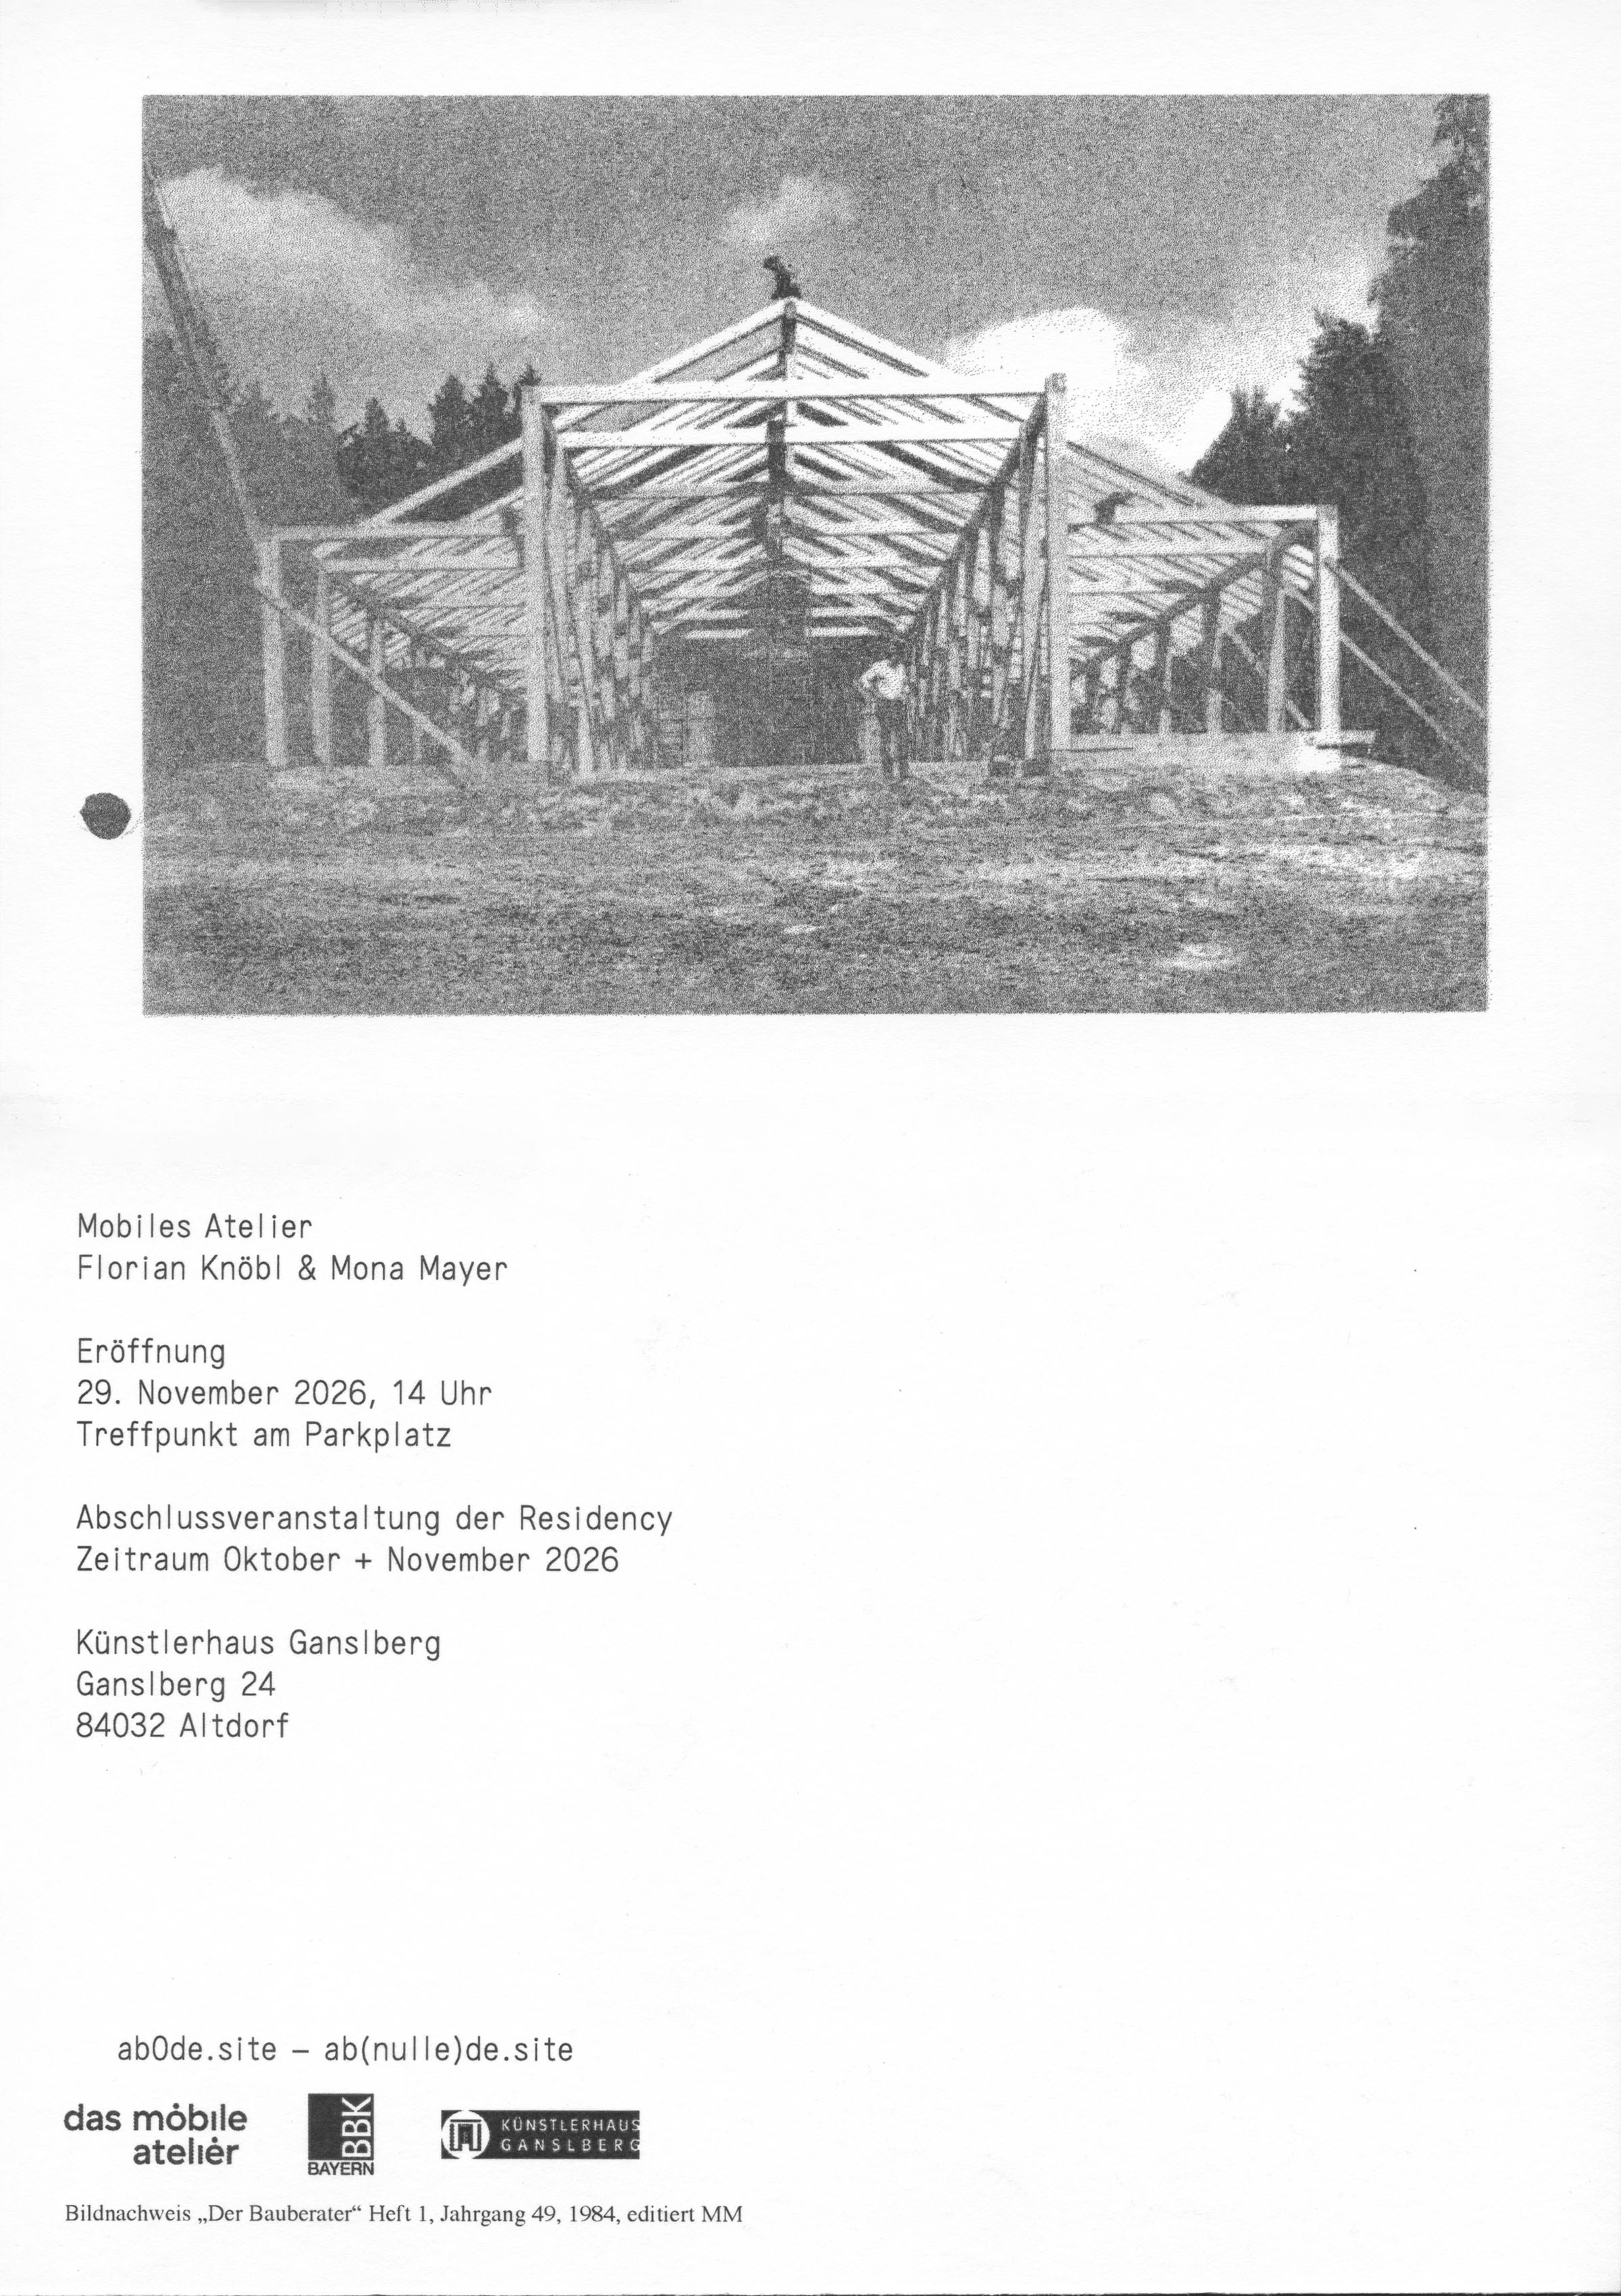 Mobiles Atelier
Florian Knöbl & Mona Mayer
Eröffnung
29. November 2026, 14 Uhr
Treffpunkt am Parkplatz
Abschlussveranstaltung der Residency
Zeitraum Oktober + November 2026
Künstlerhaus Ganslberg
Ganslberg 24
84032 Altdorf
ab0de.site – ab(nulle)de.site
das mobile
atelier
BBK
BAYERN
KÜNSTLERHAUS
GANSLBERG
Bildnachweis „Der Bauberater“ Heft 1, Jahrgang 49, 1984, editiert MM